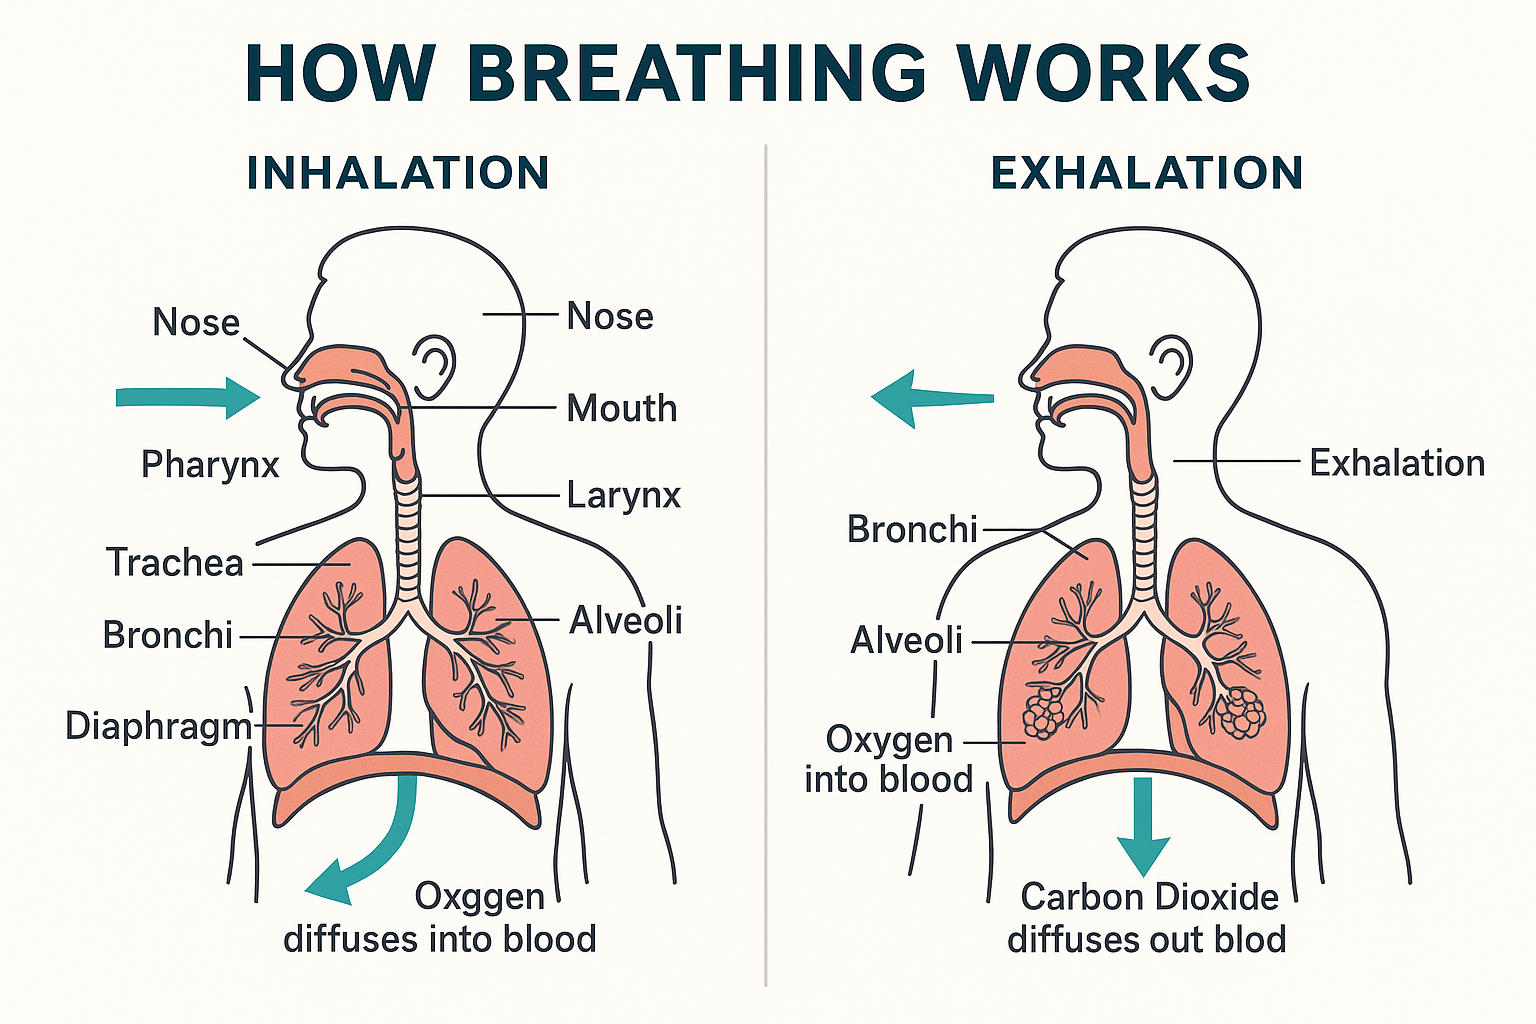 HOW BREATHING WORKS
INHALATION
Nose
Nose
Mouth
Pharynx
Larynx
Trachea
Alveoli
Bronchi
Diaphragm
Oxggen
diffuses into blood
EXHALATION
Exhalation
Bronchi
Alveoli
Oxygen
into blood
Carbon Dioxide
diffuses out blod